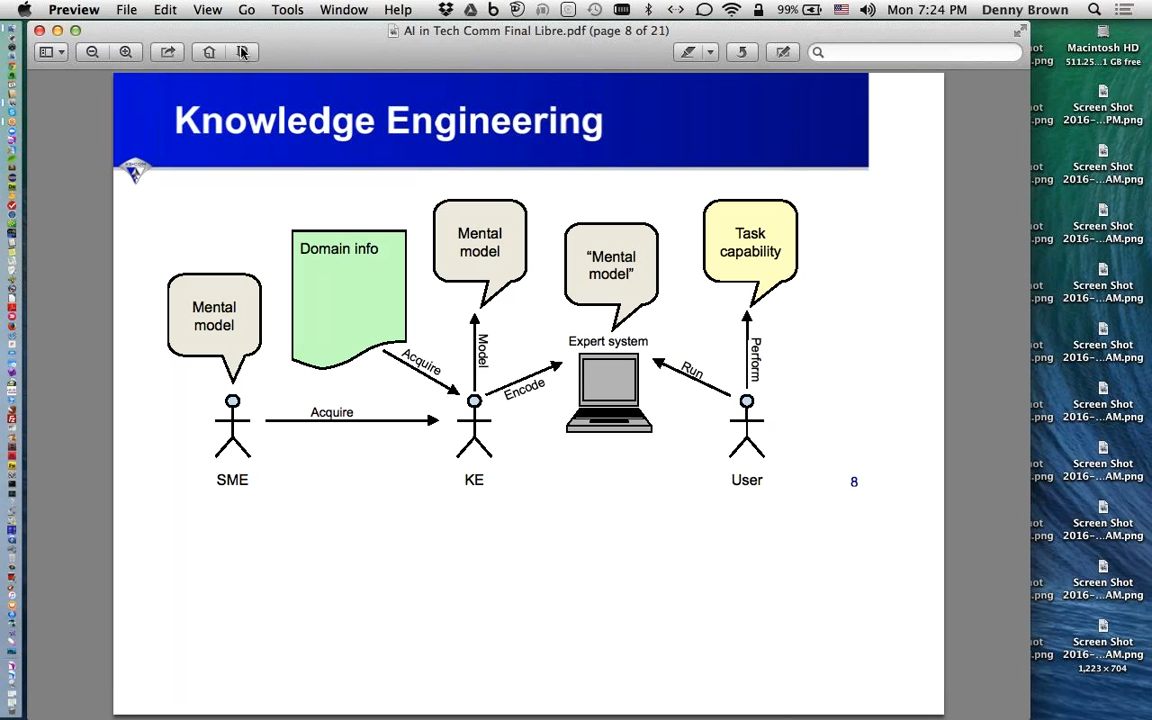 Preview File Edit View Go Tools Window Help 99% Mon 7:24 PM Denny Brown
AI in Tech Comm Final Libre.pdf (page 8 of 21)
Macintosh HD
511.25...1 GB free
Knowledge Engineering
Mental
model
Domain info
Mental
model
“Mental
model”
Task
capability
Expert system
Acquire
Model
Encode
Run
Perform
Acquire
SME
KE
User
8
Screen Shot
2016-...PM.png
Screen Shot
2016-...AM.png
Screen Shot
2016-...AM.png
Screen Shot
2016-...AM.png
Screen Shot
2016-...AM.png
Screen Shot
2016-...AM.png
Screen Shot
2016-...AM.png
Screen Shot
2016-...AM.png
Screen Shot
2016-...AM.png
Screen Shot
2016-...AM.png
1,223 × 704